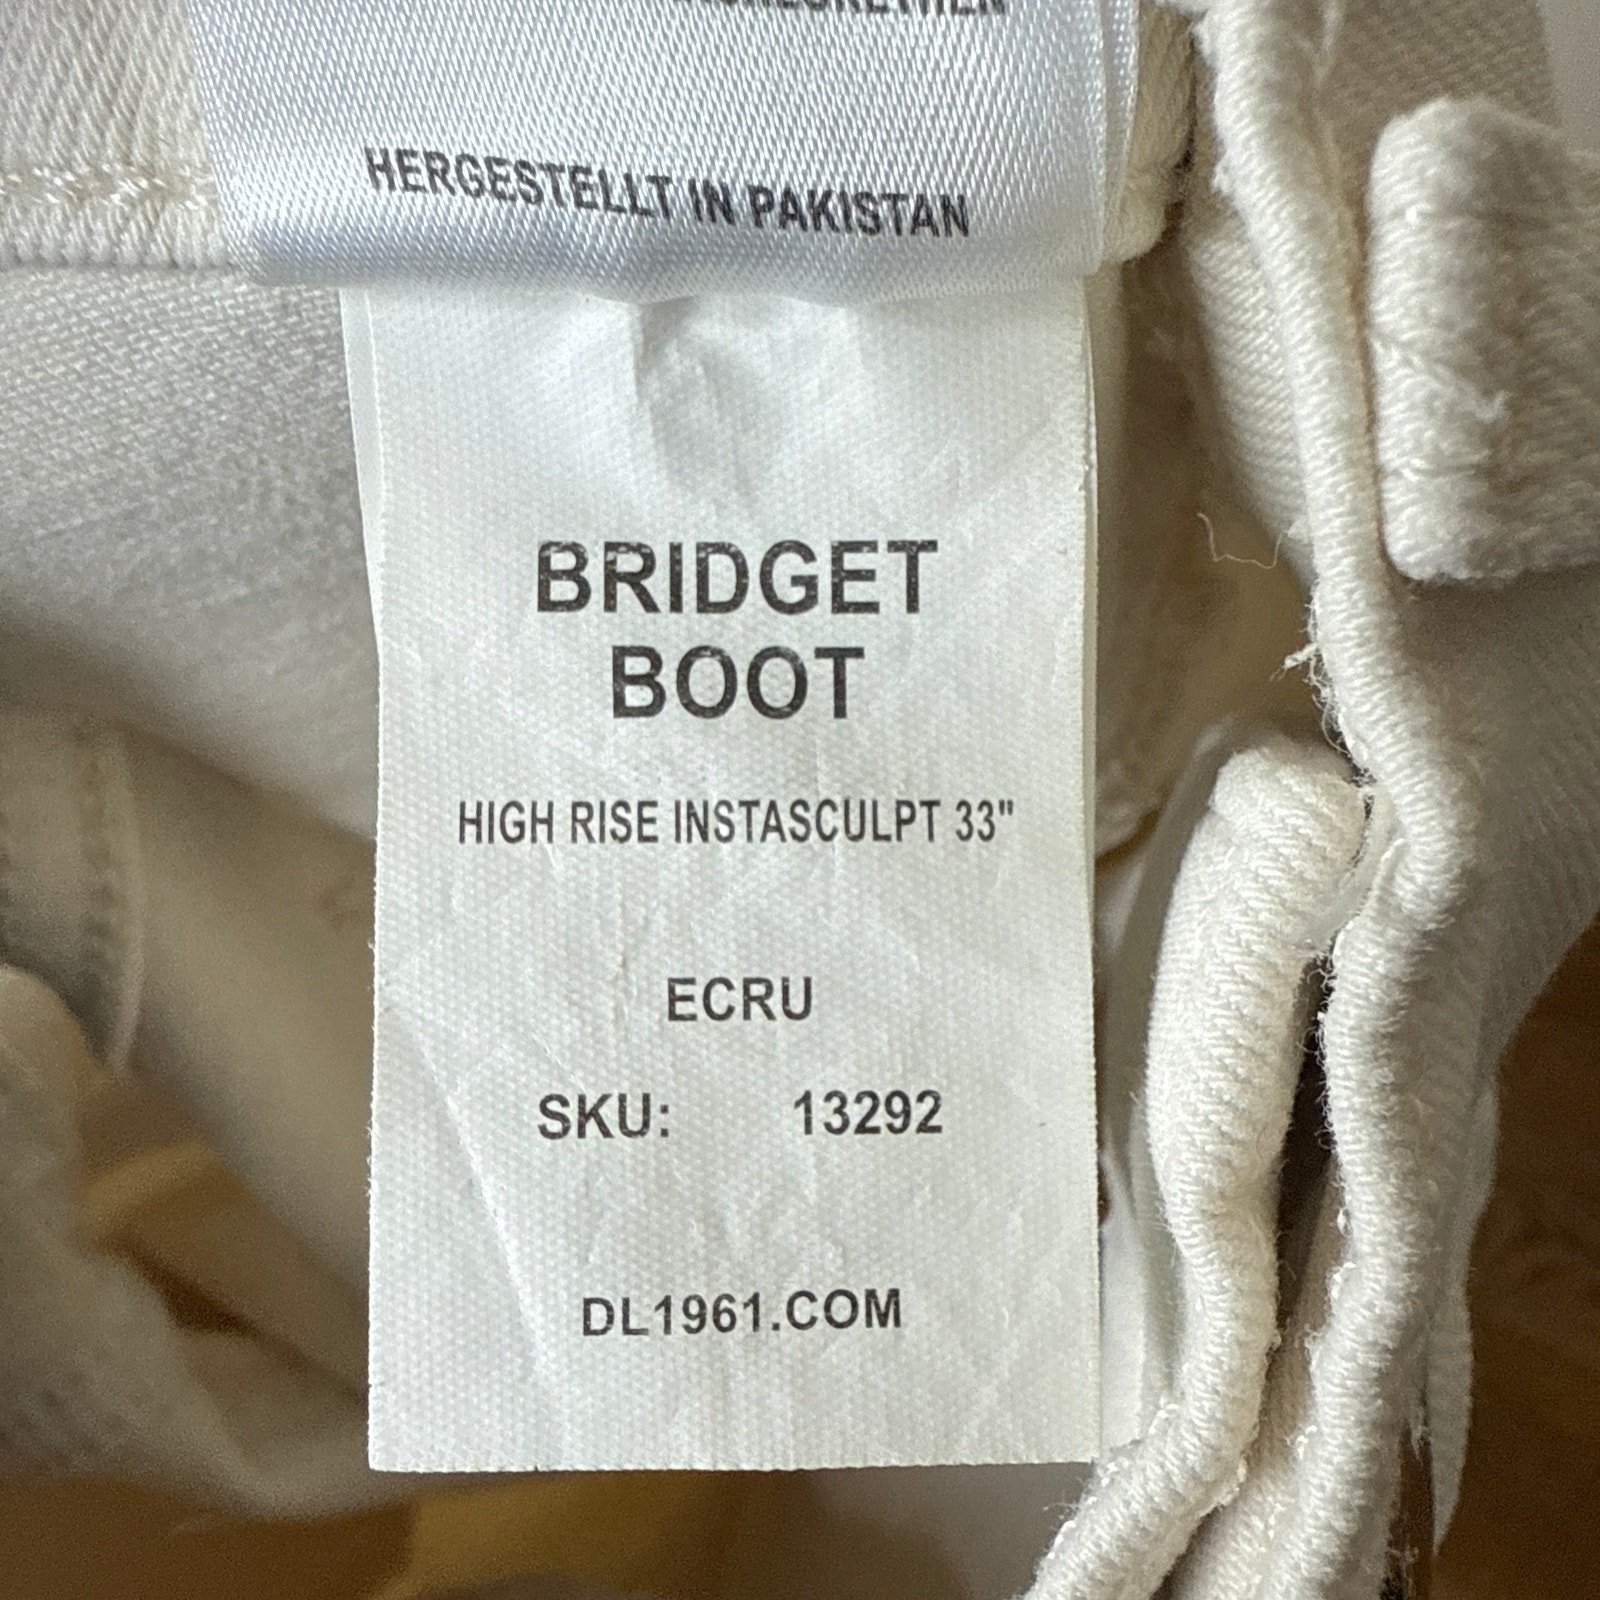 HERGESTELLT IN PAKISTAN
BRIDGET
BOOT
HIGH RISE INSTASCULPT 33"
ECRU
SKU: 13292
DL1961.COM